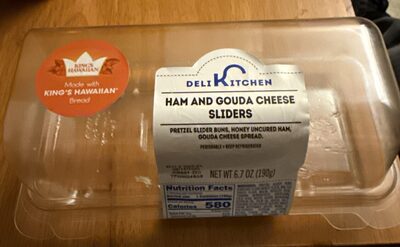 KING'S
HAWAIIAN
Made with
KING'S HAWAIIAN®
Bread
DELI KITCHEN
HAM AND GOUDA CHEESE
SLIDERS
PRETZEL SLIDER BUNS, HONEY UNCURED HAM,
GOUDA CHEESE SPREAD.
PERISHABLE • KEEP REFRIGERATED
NET WT 6.7 OZ (190g)
Nutrition Facts
Calories 580